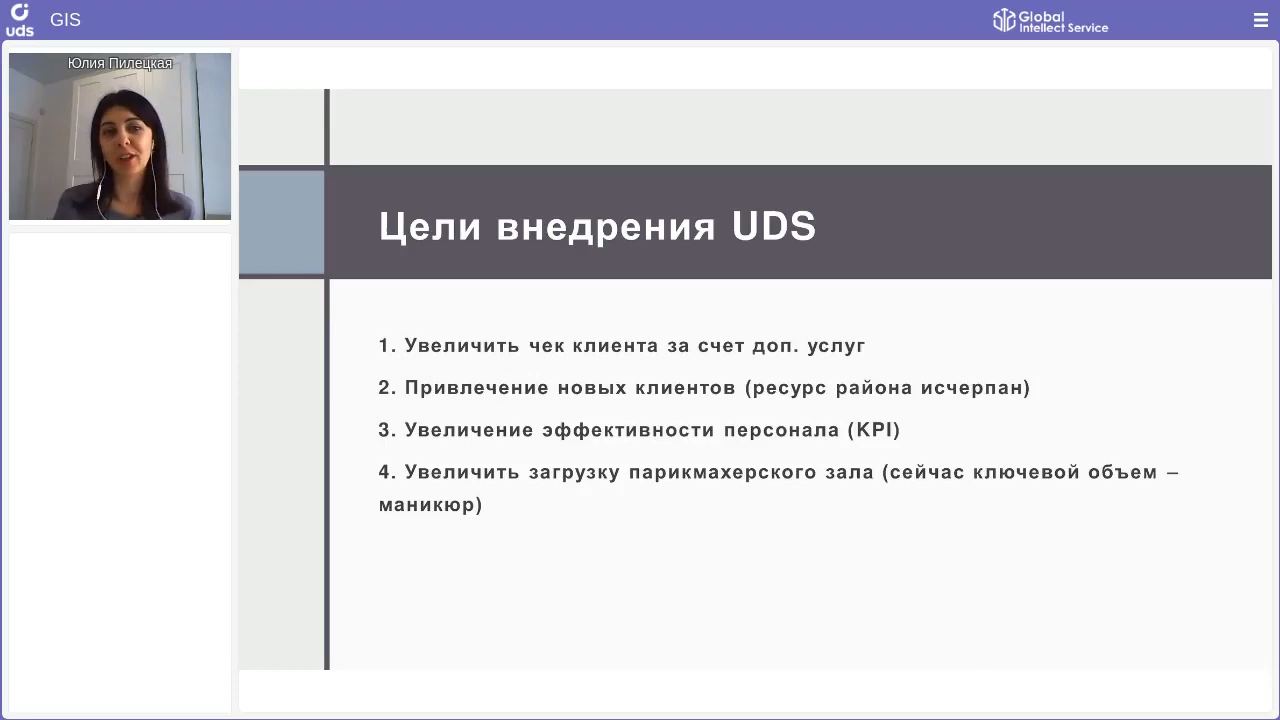 uds
GIS
Global
Intellect Service
Юлия Пилецкая
Цели внедрения UDS
1. Увеличить чек клиента за счет доп. услуг
2. Привлечение новых клиентов (ресурс района исчерпан)
3. Увеличение эффективности персонала (KPI)
4. Увеличить загрузку парикмахерского зала (сейчас ключевой объем –
маникюр)